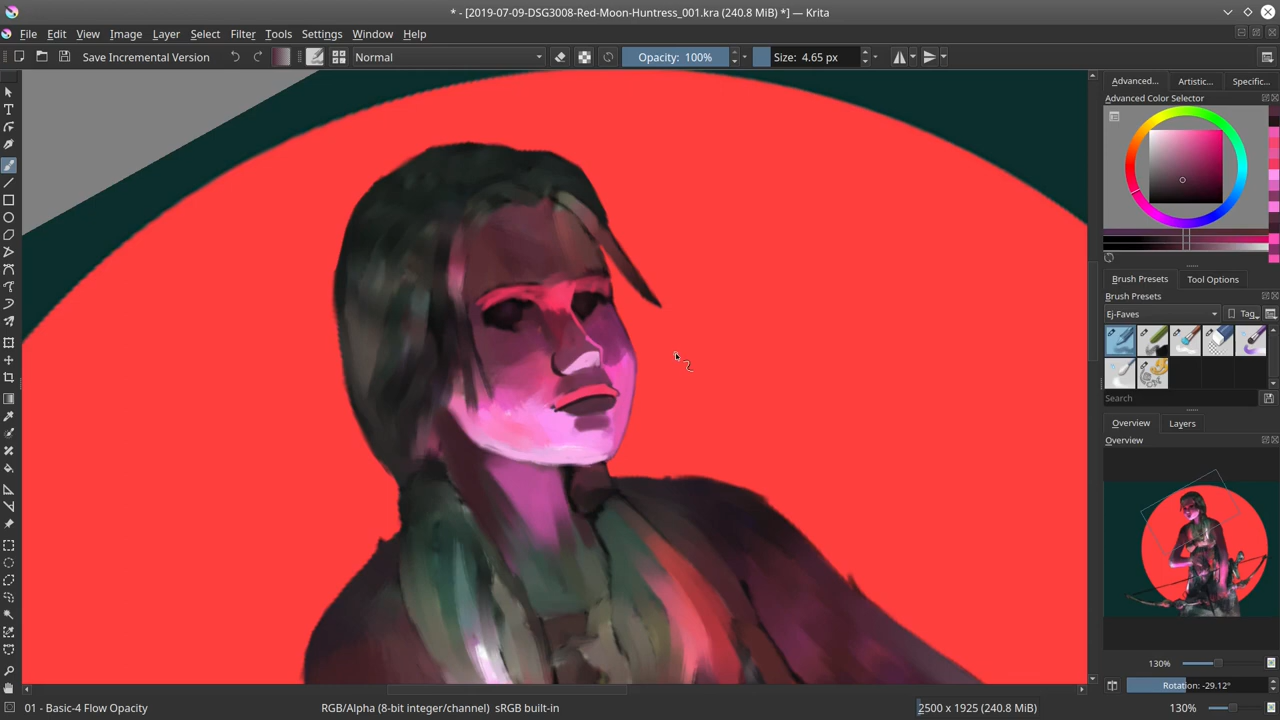 * - [2019-07-09-DSG3008-Red-Moon-Huntress_001.kra (240.8 MiB) *] — Krita
File Edit View Image Layer Select Filter Tools Settings Window Help
Save Incremental Version Normal Opacity: 100% Size: 4.65 px
Advanced... Artistic... Specific...
Advanced Color Selector
Brush Presets Tool Options
Brush Presets
Ej-Faves Tag
Search
Overview Layers
Overview
130%
Rotation: -29.12°
01 - Basic-4 Flow Opacity RGB/Alpha (8-bit integer/channel) sRGB built-in 2500 x 1925 (240.8 MiB) 130%